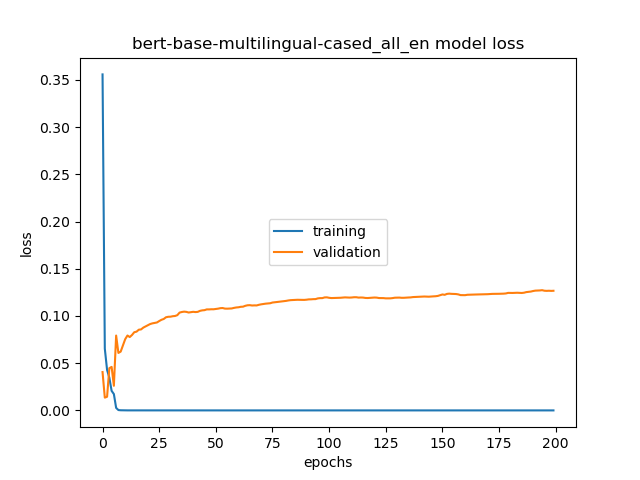 bert-base-multilingual-cased_all_en model loss
0.35
0.30
0.25
0.20
0.15
0.10
0.05
0.00
loss
training
validation
0 25 50 75 100 125 150 175 200
epochs